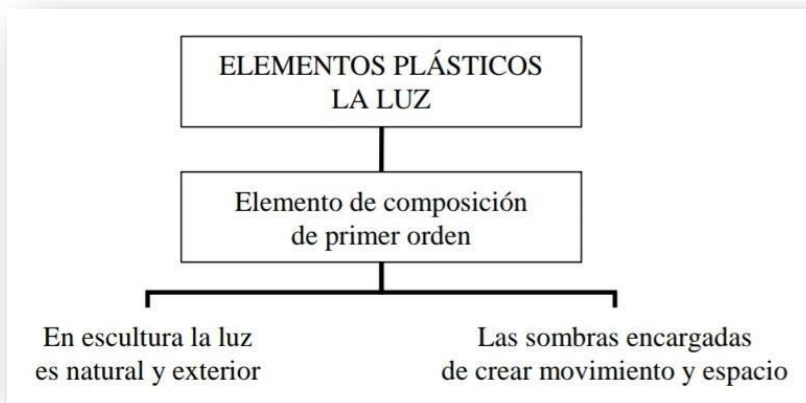 ELEMENTOS PLÁSTICOS
LA LUZ
Elemento de composición
de primer orden
En escultura la luz
es natural y exterior
Las sombras encargadas
de crear movimiento y espacio